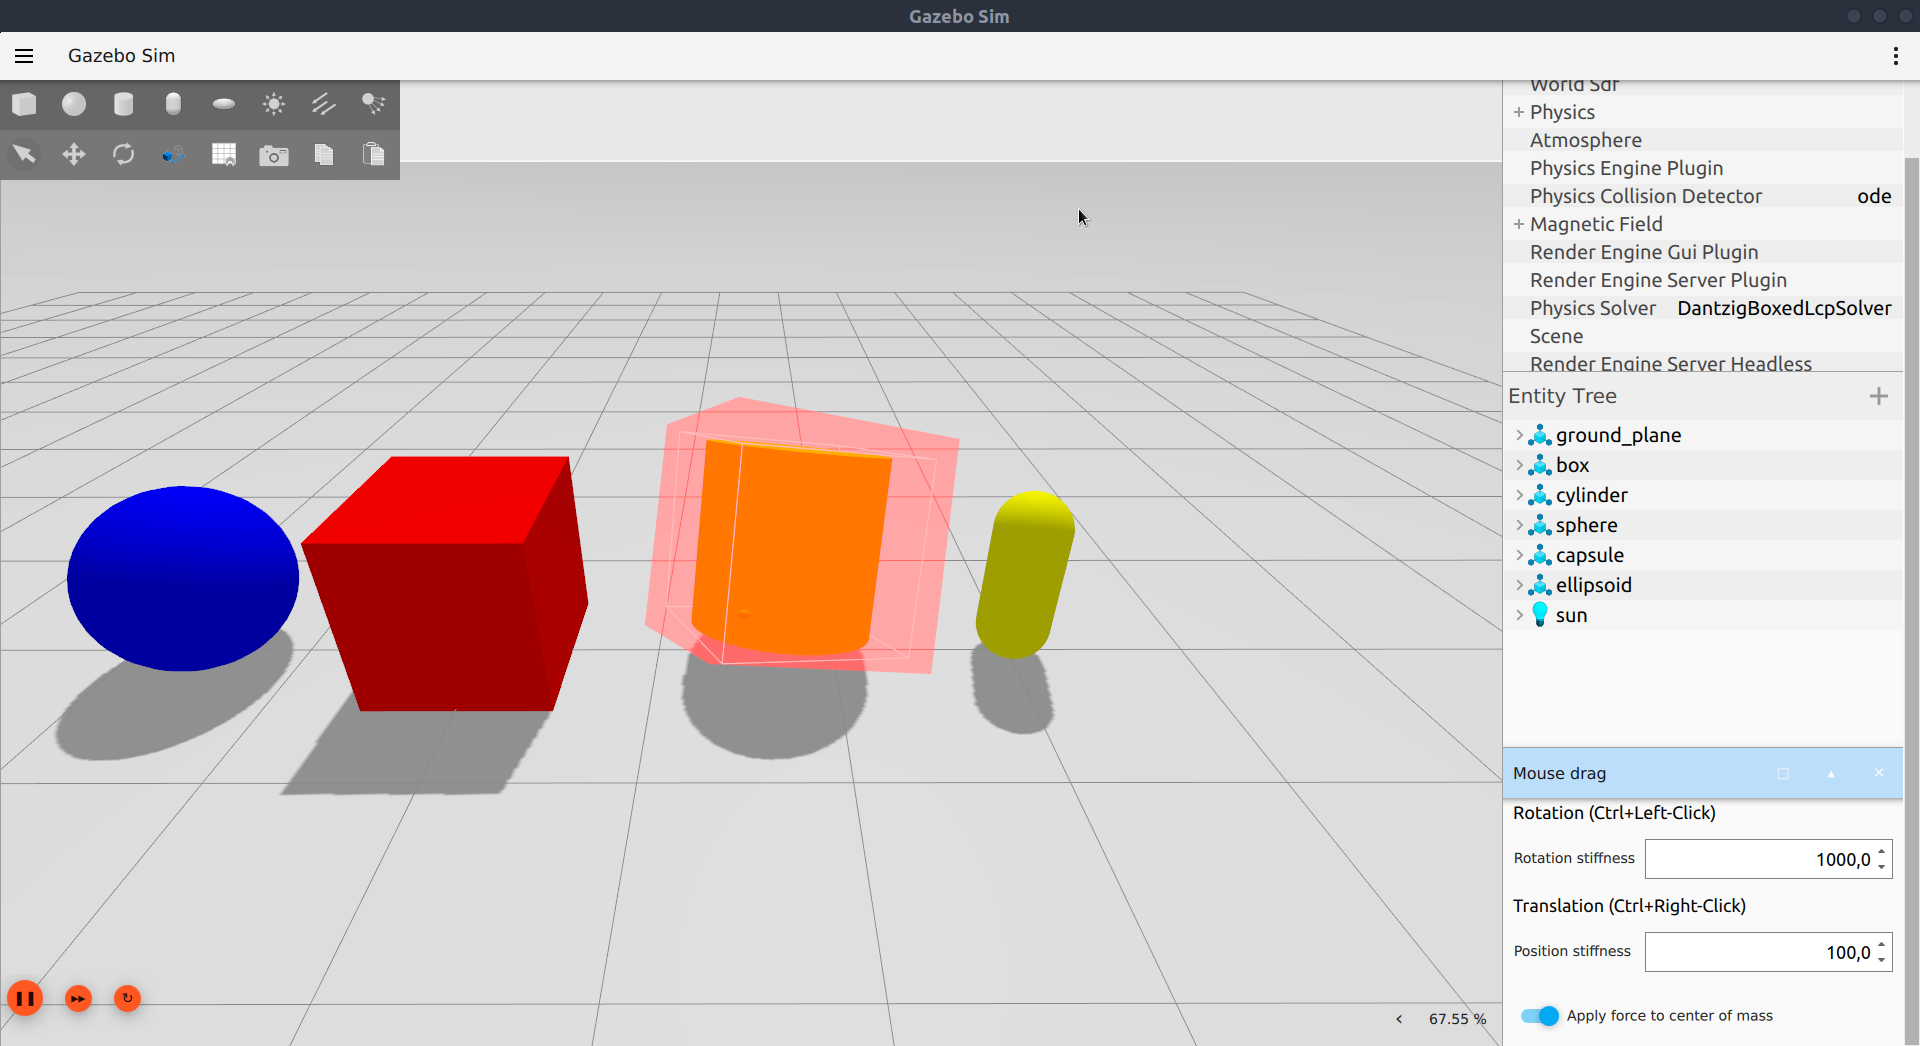 Gazebo Sim
Gazebo Sim
World Sdf
Physics
Atmosphere
Physics Engine Plugin
Physics Collision Detector ode
Magnetic Field
Render Engine Gui Plugin
Render Engine Server Plugin
Physics Solver DantzigBoxedLcpSolver
Scene
Render Engine Server Headless
Entity Tree
ground_plane
box
cylinder
sphere
capsule
ellipsoid
sun
Mouse drag
Rotation (Ctrl+Left-Click)
Rotation stiffness 1000,0
Translation (Ctrl+Right-Click)
Position stiffness 100,0
Apply force to center of mass
67.55 %